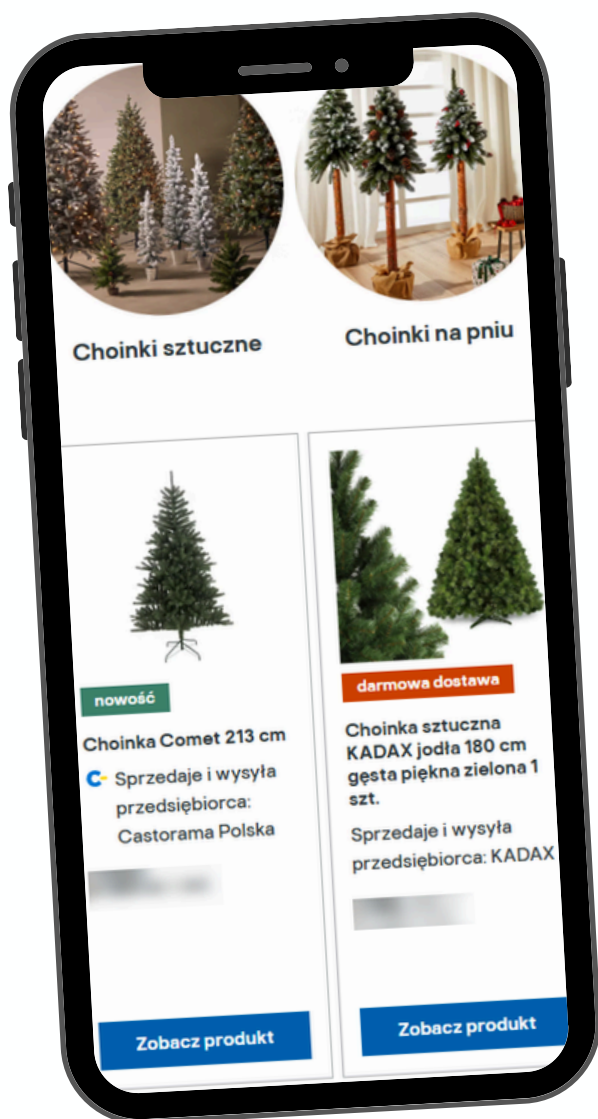 Choinki sztuczne
Choinki na pniu
nowość
Choinka Comet 213 cm
Sprzedaje i wysyła
przedsiębiorca:
Castorama Polska
Zobacz produkt
darmowa dostawa
Choinka sztuczna
KADAX jodła 180 cm
gęsta piękna zielona 1
szt.
Sprzedaje i wysyła
przedsiębiorca: KADAX
Zobacz produkt